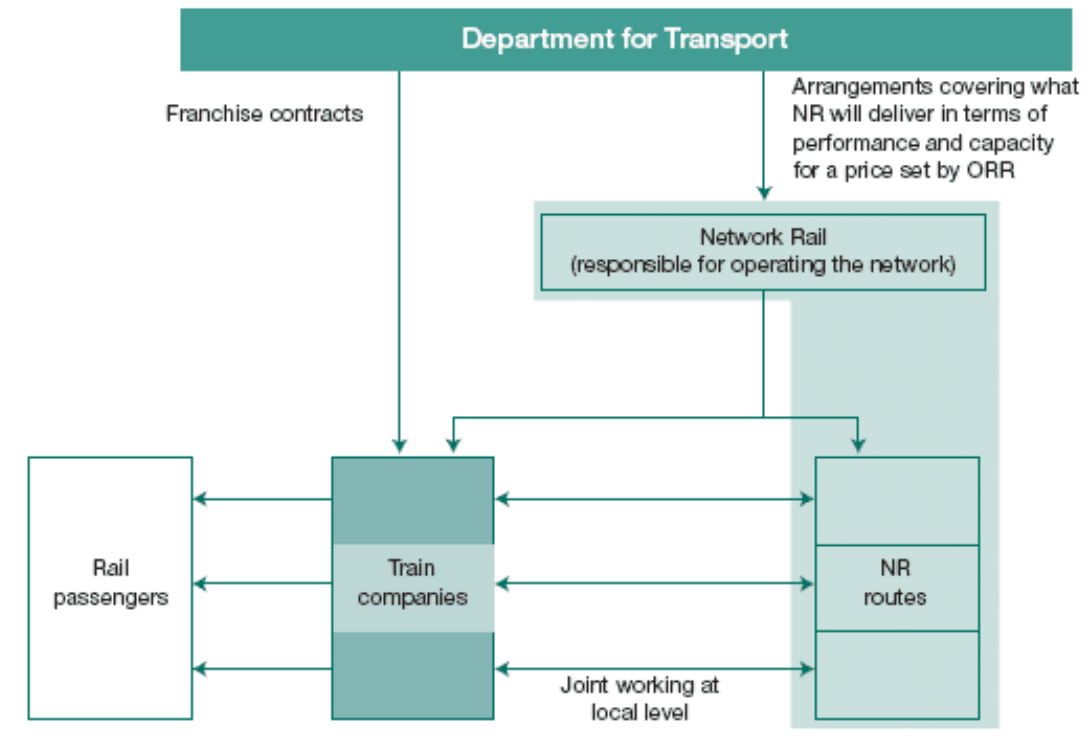 Department for Transport
Franchise contracts
Arrangements covering what
NR will deliver in terms of
performance and capacity
for a price set by ORR
Network Rail
(responsible for operating the network)
Rail
passengers
Train
companies
NR
routes
Joint working at
local level